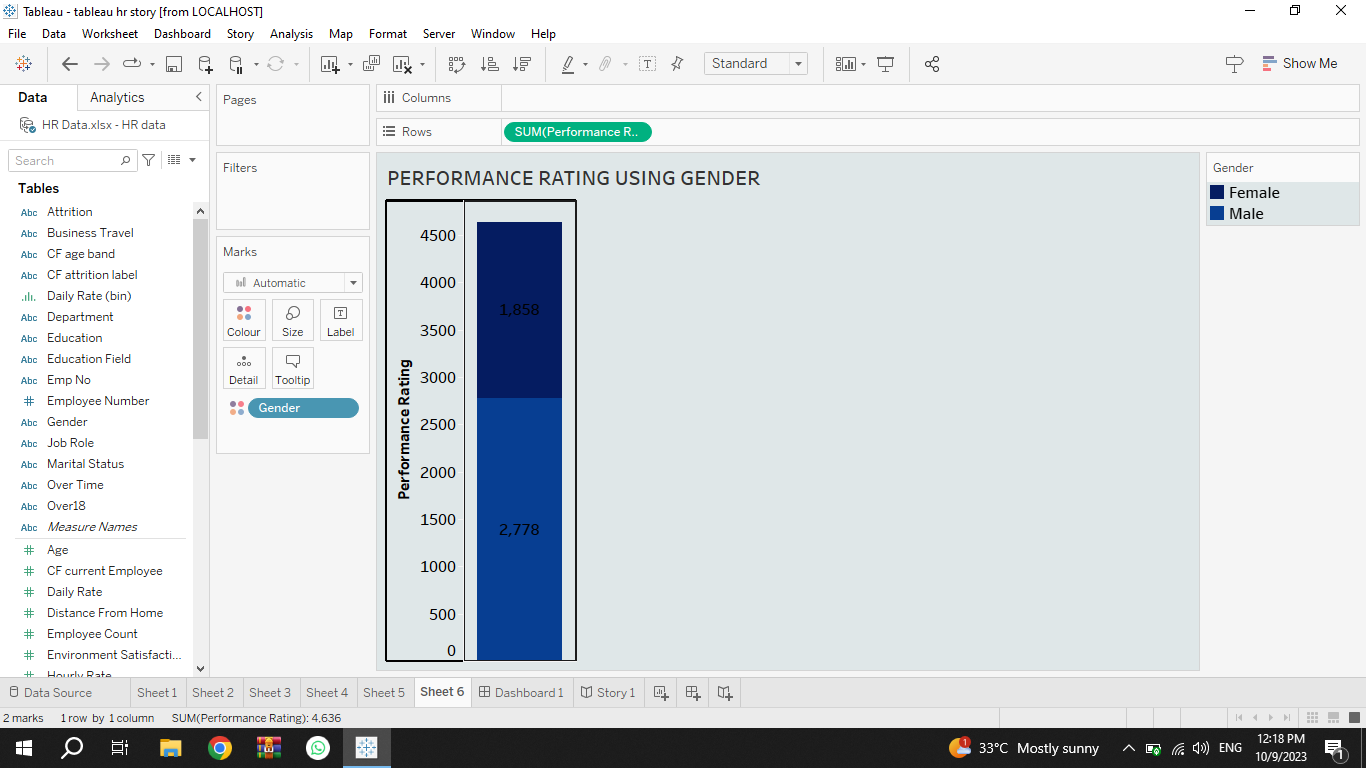 Tableau - tableau hr story [from LOCALHOST]
File Data Worksheet Dashboard Story Analysis Map Format Server Window Help
Standard
Show Me
Data Analytics
HR Data.xlsx - HR data
Search
Tables
Abc Attrition
Abc Business Travel
Abc CF age band
Abc CF attrition label
Daily Rate (bin)
Abc Department
Abc Education
Abc Education Field
Abc Emp No
# Employee Number
Abc Gender
Abc Job Role
Abc Marital Status
Abc Over Time
Abc Over18
Abc Measure Names
# Age
# CF current Employee
# Daily Rate
# Distance From Home
# Employee Count
# Environment Satisfacti...
# Hourly Rate
Pages
Filters
Marks
Automatic
Colour Size Label
Detail Tooltip
Gender
Columns
Rows SUM(Performance R..
PERFORMANCE RATING USING GENDER
Performance Rating
4500
4000
3500
3000
2500
2000
1500
1000
500
0
1,858
2,778
Gender
Female
Male
Data Source Sheet 1 Sheet 2 Sheet 3 Sheet 4 Sheet 5 Sheet 6 Dashboard 1 Story 1
2 marks 1 row by 1 column SUM(Performance Rating): 4,636
1 33°C Mostly sunny ENG 12:18 PM
10/9/2023 1